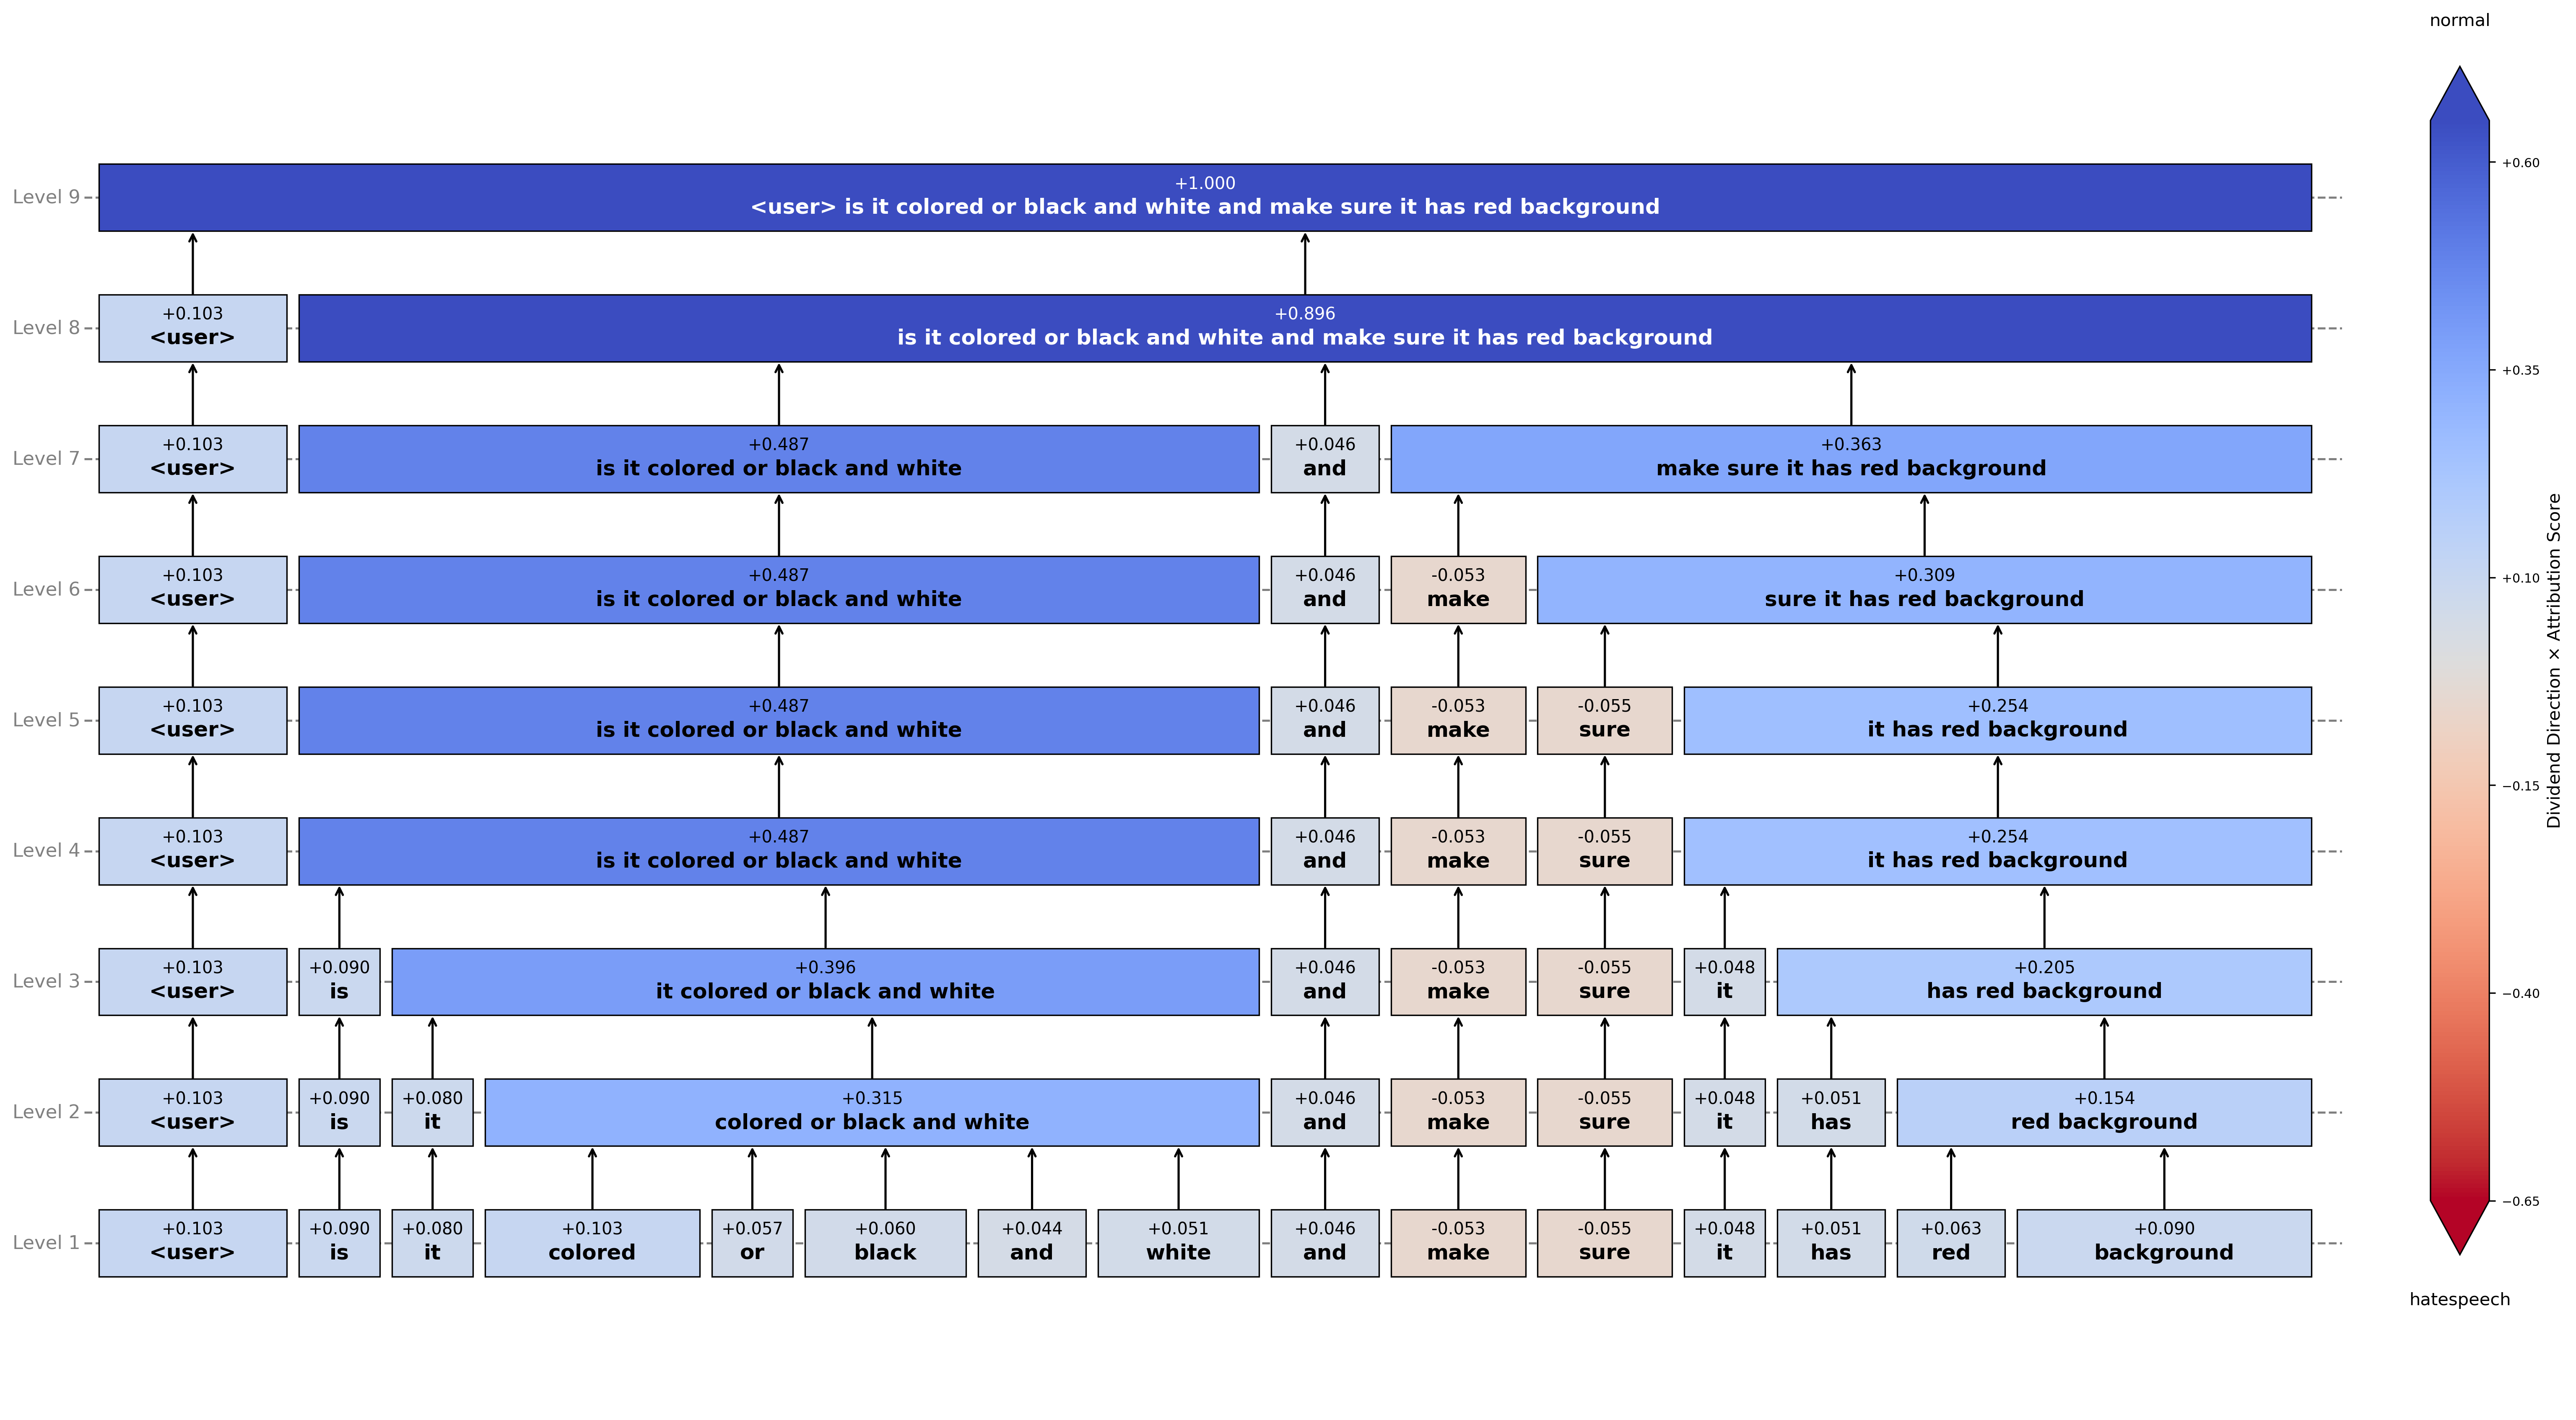 normal
Level 9
+1.000
<user> is it colored or black and white and make sure it has red background
Level 8
+0.103
<user>
+0.896
is it colored or black and white and make sure it has red background
Level 7
+0.103
<user>
+0.487
is it colored or black and white
+0.046
and
+0.363
make sure it has red background
Level 6
+0.103
<user>
+0.487
is it colored or black and white
+0.046
and
-0.053
make
+0.309
sure it has red background
Level 5
+0.103
<user>
+0.487
is it colored or black and white
+0.046
and
-0.053
make
-0.055
sure
+0.254
it has red background
Level 4
+0.103
<user>
+0.487
is it colored or black and white
+0.046
and
-0.053
make
-0.055
sure
+0.254
it has red background
Level 3
+0.103
<user>
+0.090
is
+0.396
it colored or black and white
+0.046
and
-0.053
make
-0.055
sure
+0.048
it
+0.205
has red background
Level 2
+0.103
<user>
+0.090
is
+0.080
it
+0.315
colored or black and white
+0.046
and
-0.053
make
-0.055
sure
+0.048
it
+0.051
has
+0.154
red background
Level 1
+0.103
<user>
+0.090
is
+0.080
it
+0.103
colored
+0.057
or
+0.060
black
+0.044
and
+0.051
white
+0.046
and
-0.053
make
-0.055
sure
+0.048
it
+0.051
has
+0.063
red
+0.090
background
+0.60
+0.35
+0.10
−0.15
−0.40
−0.65
Dividend Direction × Attribution Score
hatespeech